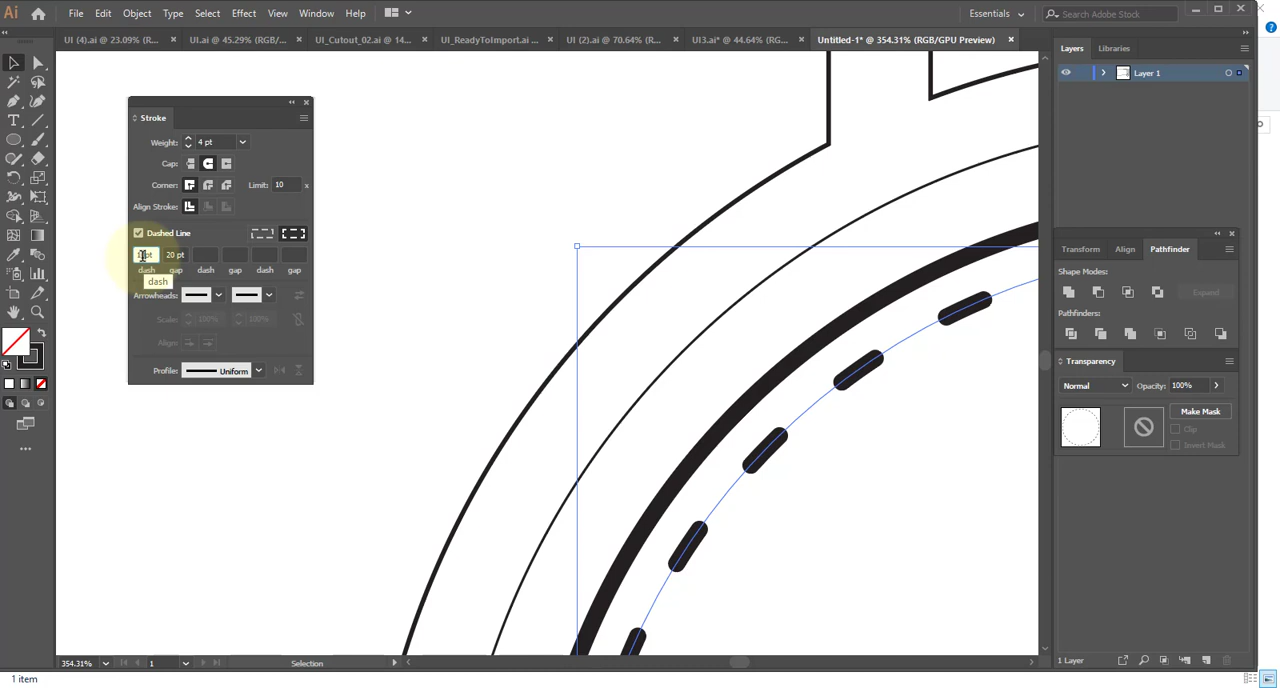 Ai File Edit Object Type Select Effect View Window Help Essentials Search Adobe Stock
UI (4).ai @ 23.09% (R... × UI.ai @ 45.29% (RGB/... × UI_Cutout_02.ai @ 14... × UI_ReadyToImport.ai ... × UI (2).ai @ 70.64% (R... × UI3.ai* @ 44.64% (RG... × Untitled-1* @ 354.31% (RGB/GPU Preview) ×
Layers Libraries
Layer 1
Stroke
Weight: 4 pt
Cap:
Corner: Limit: 10 x
Align Stroke:
Dashed Line
20 pt
dash gap dash gap dash gap
dash
Arrowheads:
Scale: 100% 100%
Align:
Profile: Uniform
Transform Align Pathfinder
Shape Modes:
Expand
Pathfinders:
Transparency
Normal Opacity: 100%
Make Mask
Clip
Invert Mask
354.31% 1 Selection
1 Layer
1 item